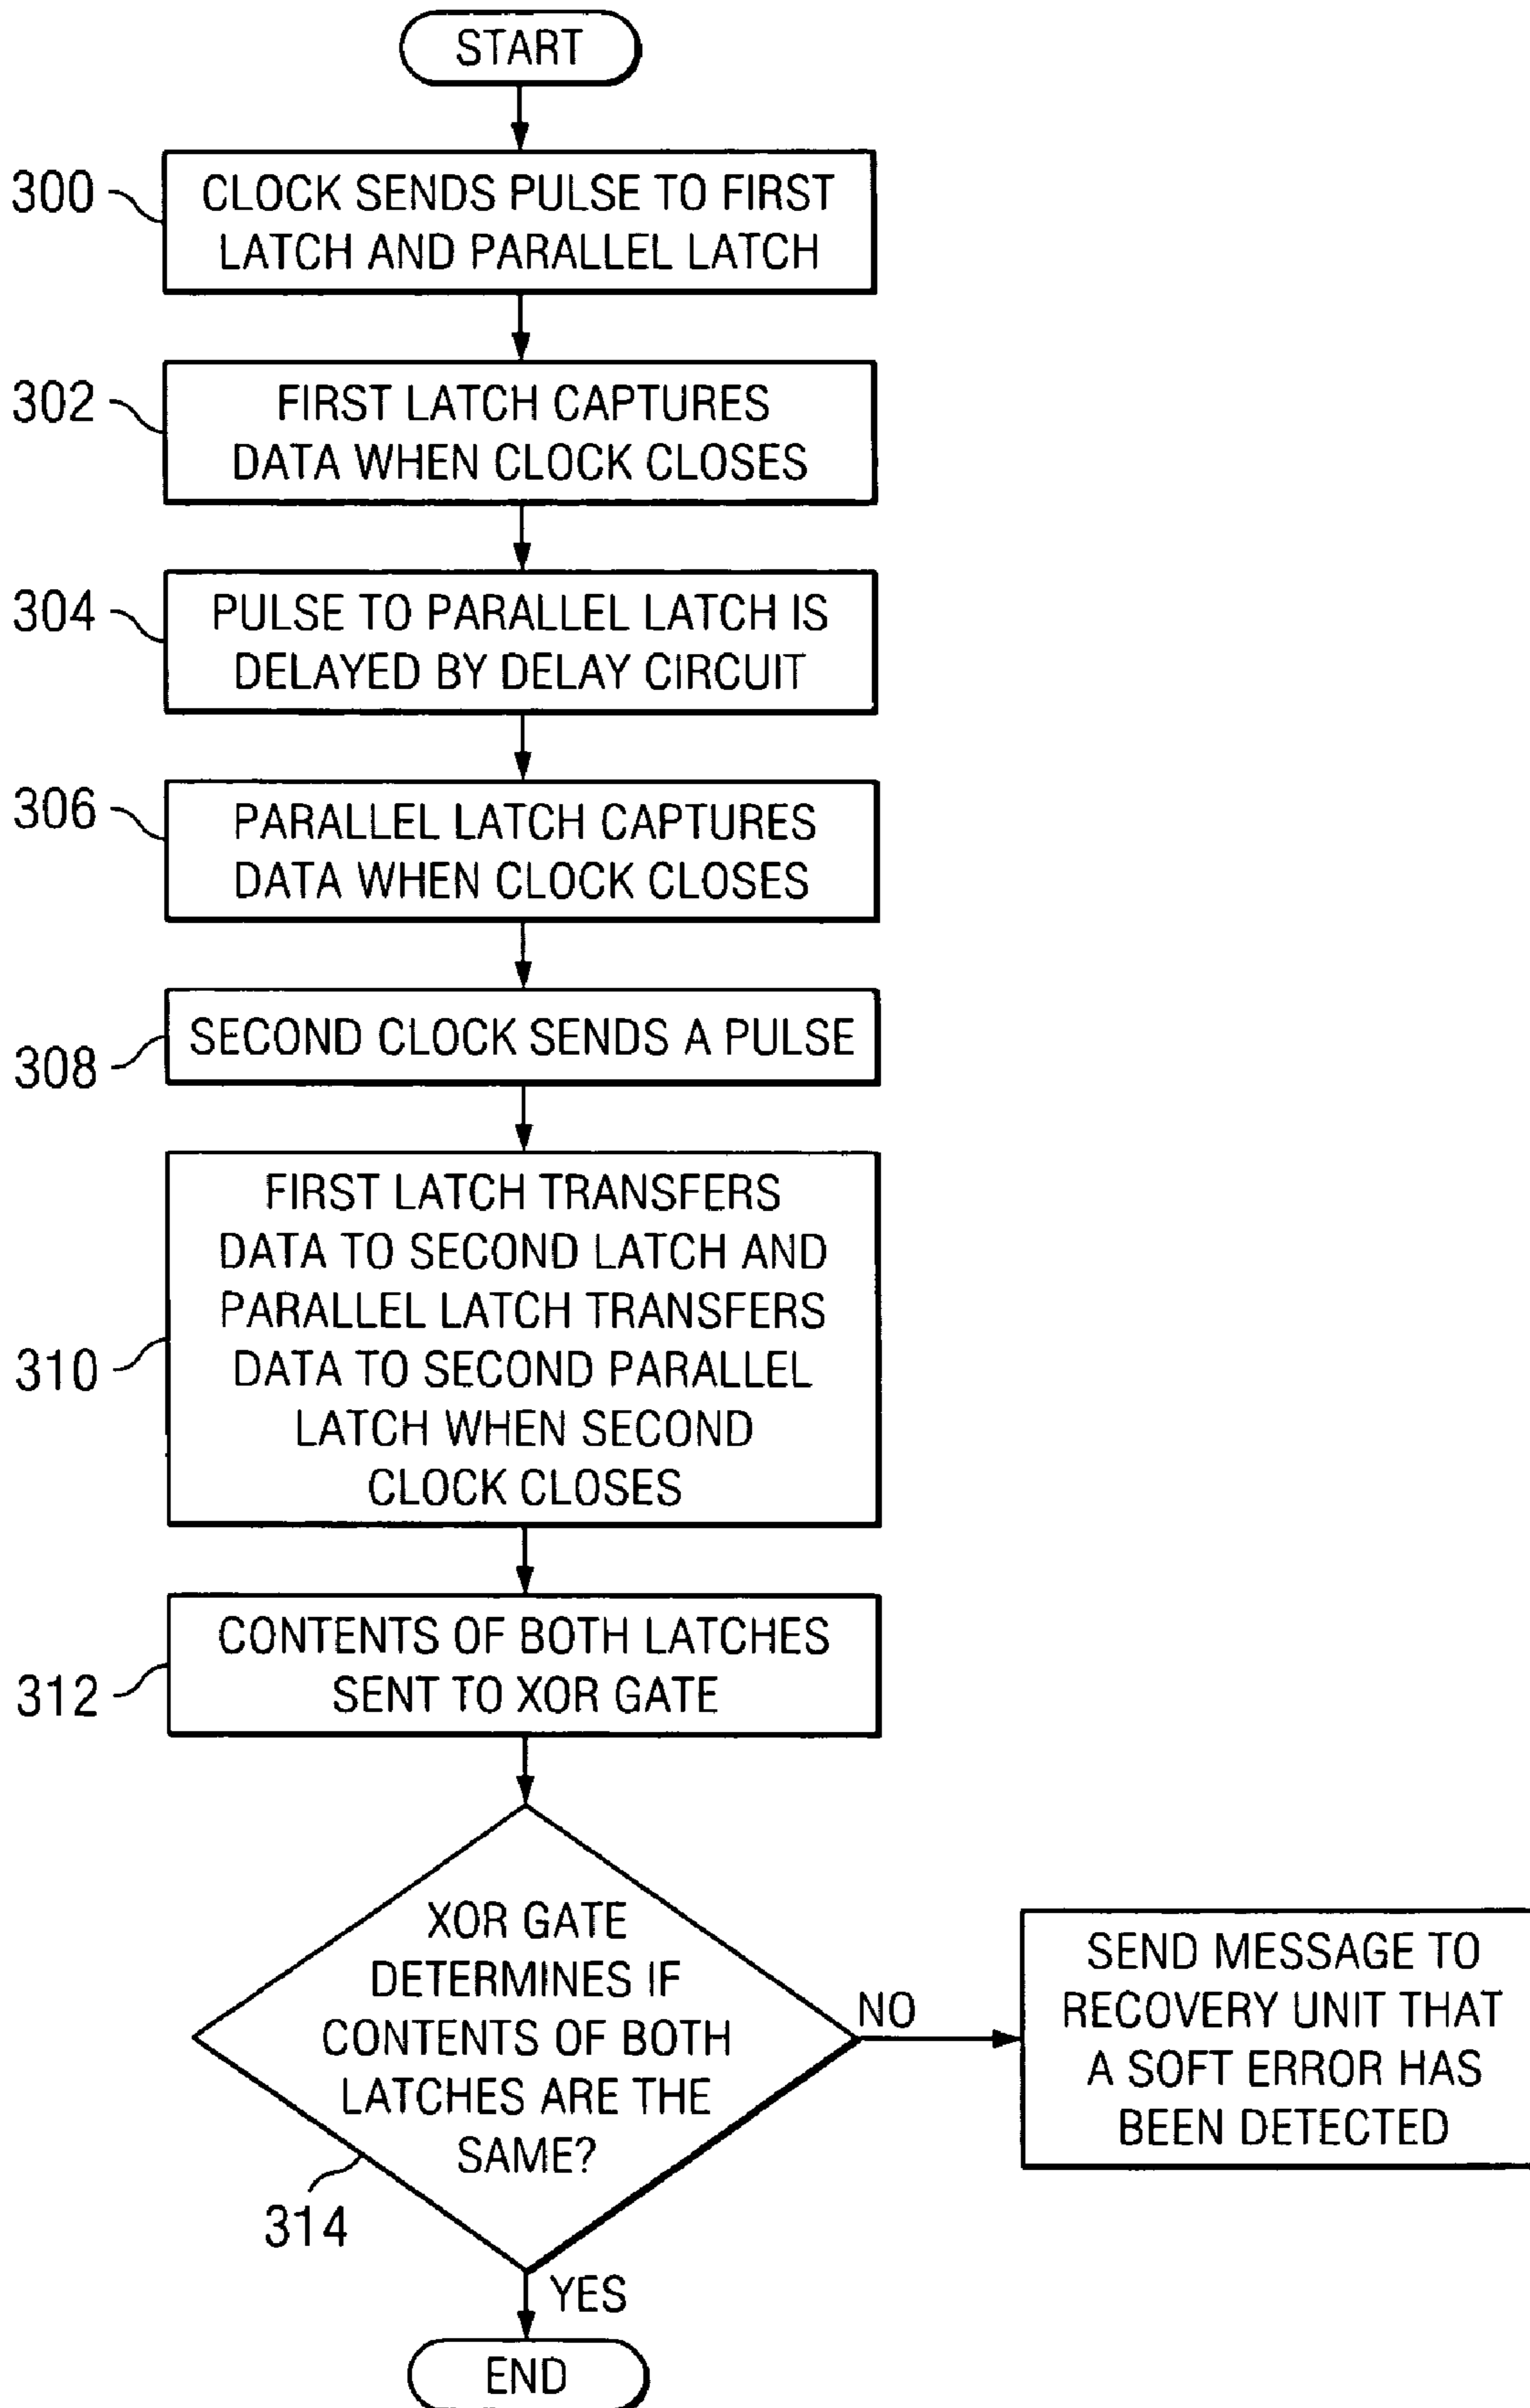 START
300
CLOCK SENDS PULSE TO FIRST
LATCH AND PARALLEL LATCH
302
FIRST LATCH CAPTURES
DATA WHEN CLOCK CLOSES
304
PULSE TO PARALLEL LATCH IS
DELAYED BY DELAY CIRCUIT
306
PARALLEL LATCH CAPTURES
DATA WHEN CLOCK CLOSES
308
SECOND CLOCK SENDS A PULSE
310
FIRST LATCH TRANSFERS
DATA TO SECOND LATCH AND
PARALLEL LATCH TRANSFERS
DATA TO SECOND PARALLEL
LATCH WHEN SECOND
CLOCK CLOSES
312
CONTENTS OF BOTH LATCHES
SENT TO XOR GATE
XOR GATE
DETERMINES IF
CONTENTS OF BOTH
LATCHES ARE THE
SAME?
314
NO
SEND MESSAGE TO
RECOVERY UNIT THAT
A SOFT ERROR HAS
BEEN DETECTED
YES
END